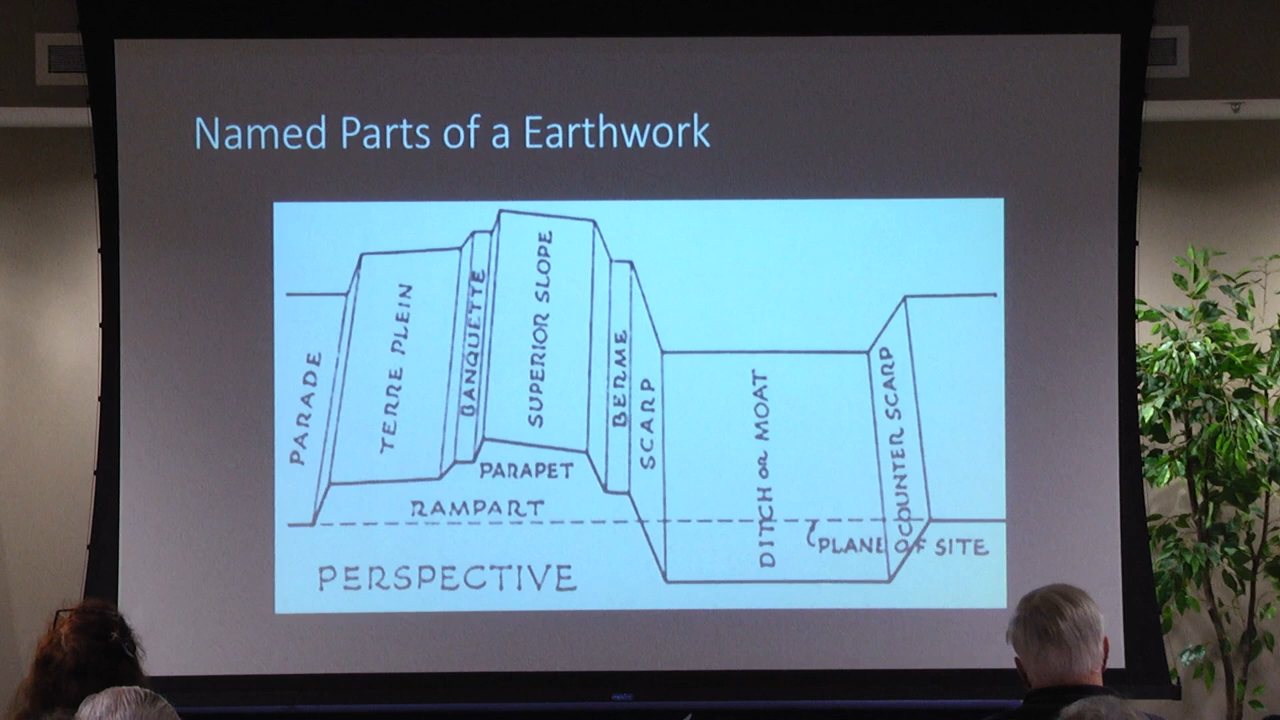 Named Parts of a Earthwork
PARADE
TERRE PLEIN
BANQUETTE
SUPERIOR SLOPE
BERME
SCARP
DITCH OR MOAT
COUNTER SCARP
PARAPET
RAMPART
PLANE OF SITE
PERSPECTIVE